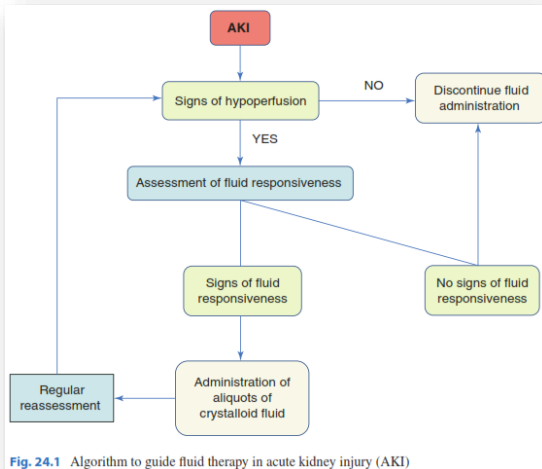 AKI
Signs of hypoperfusion
NO
Discontinue fluid
administration
YES
Assessment of fluid responsiveness
Signs of fluid
responsiveness
No signs of fluid
responsiveness
Regular
reassessment
Administration of
aliquots of
crystalloid fluid
Fig. 24.1 Algorithm to guide fluid therapy in acute kidney injury (AKI)